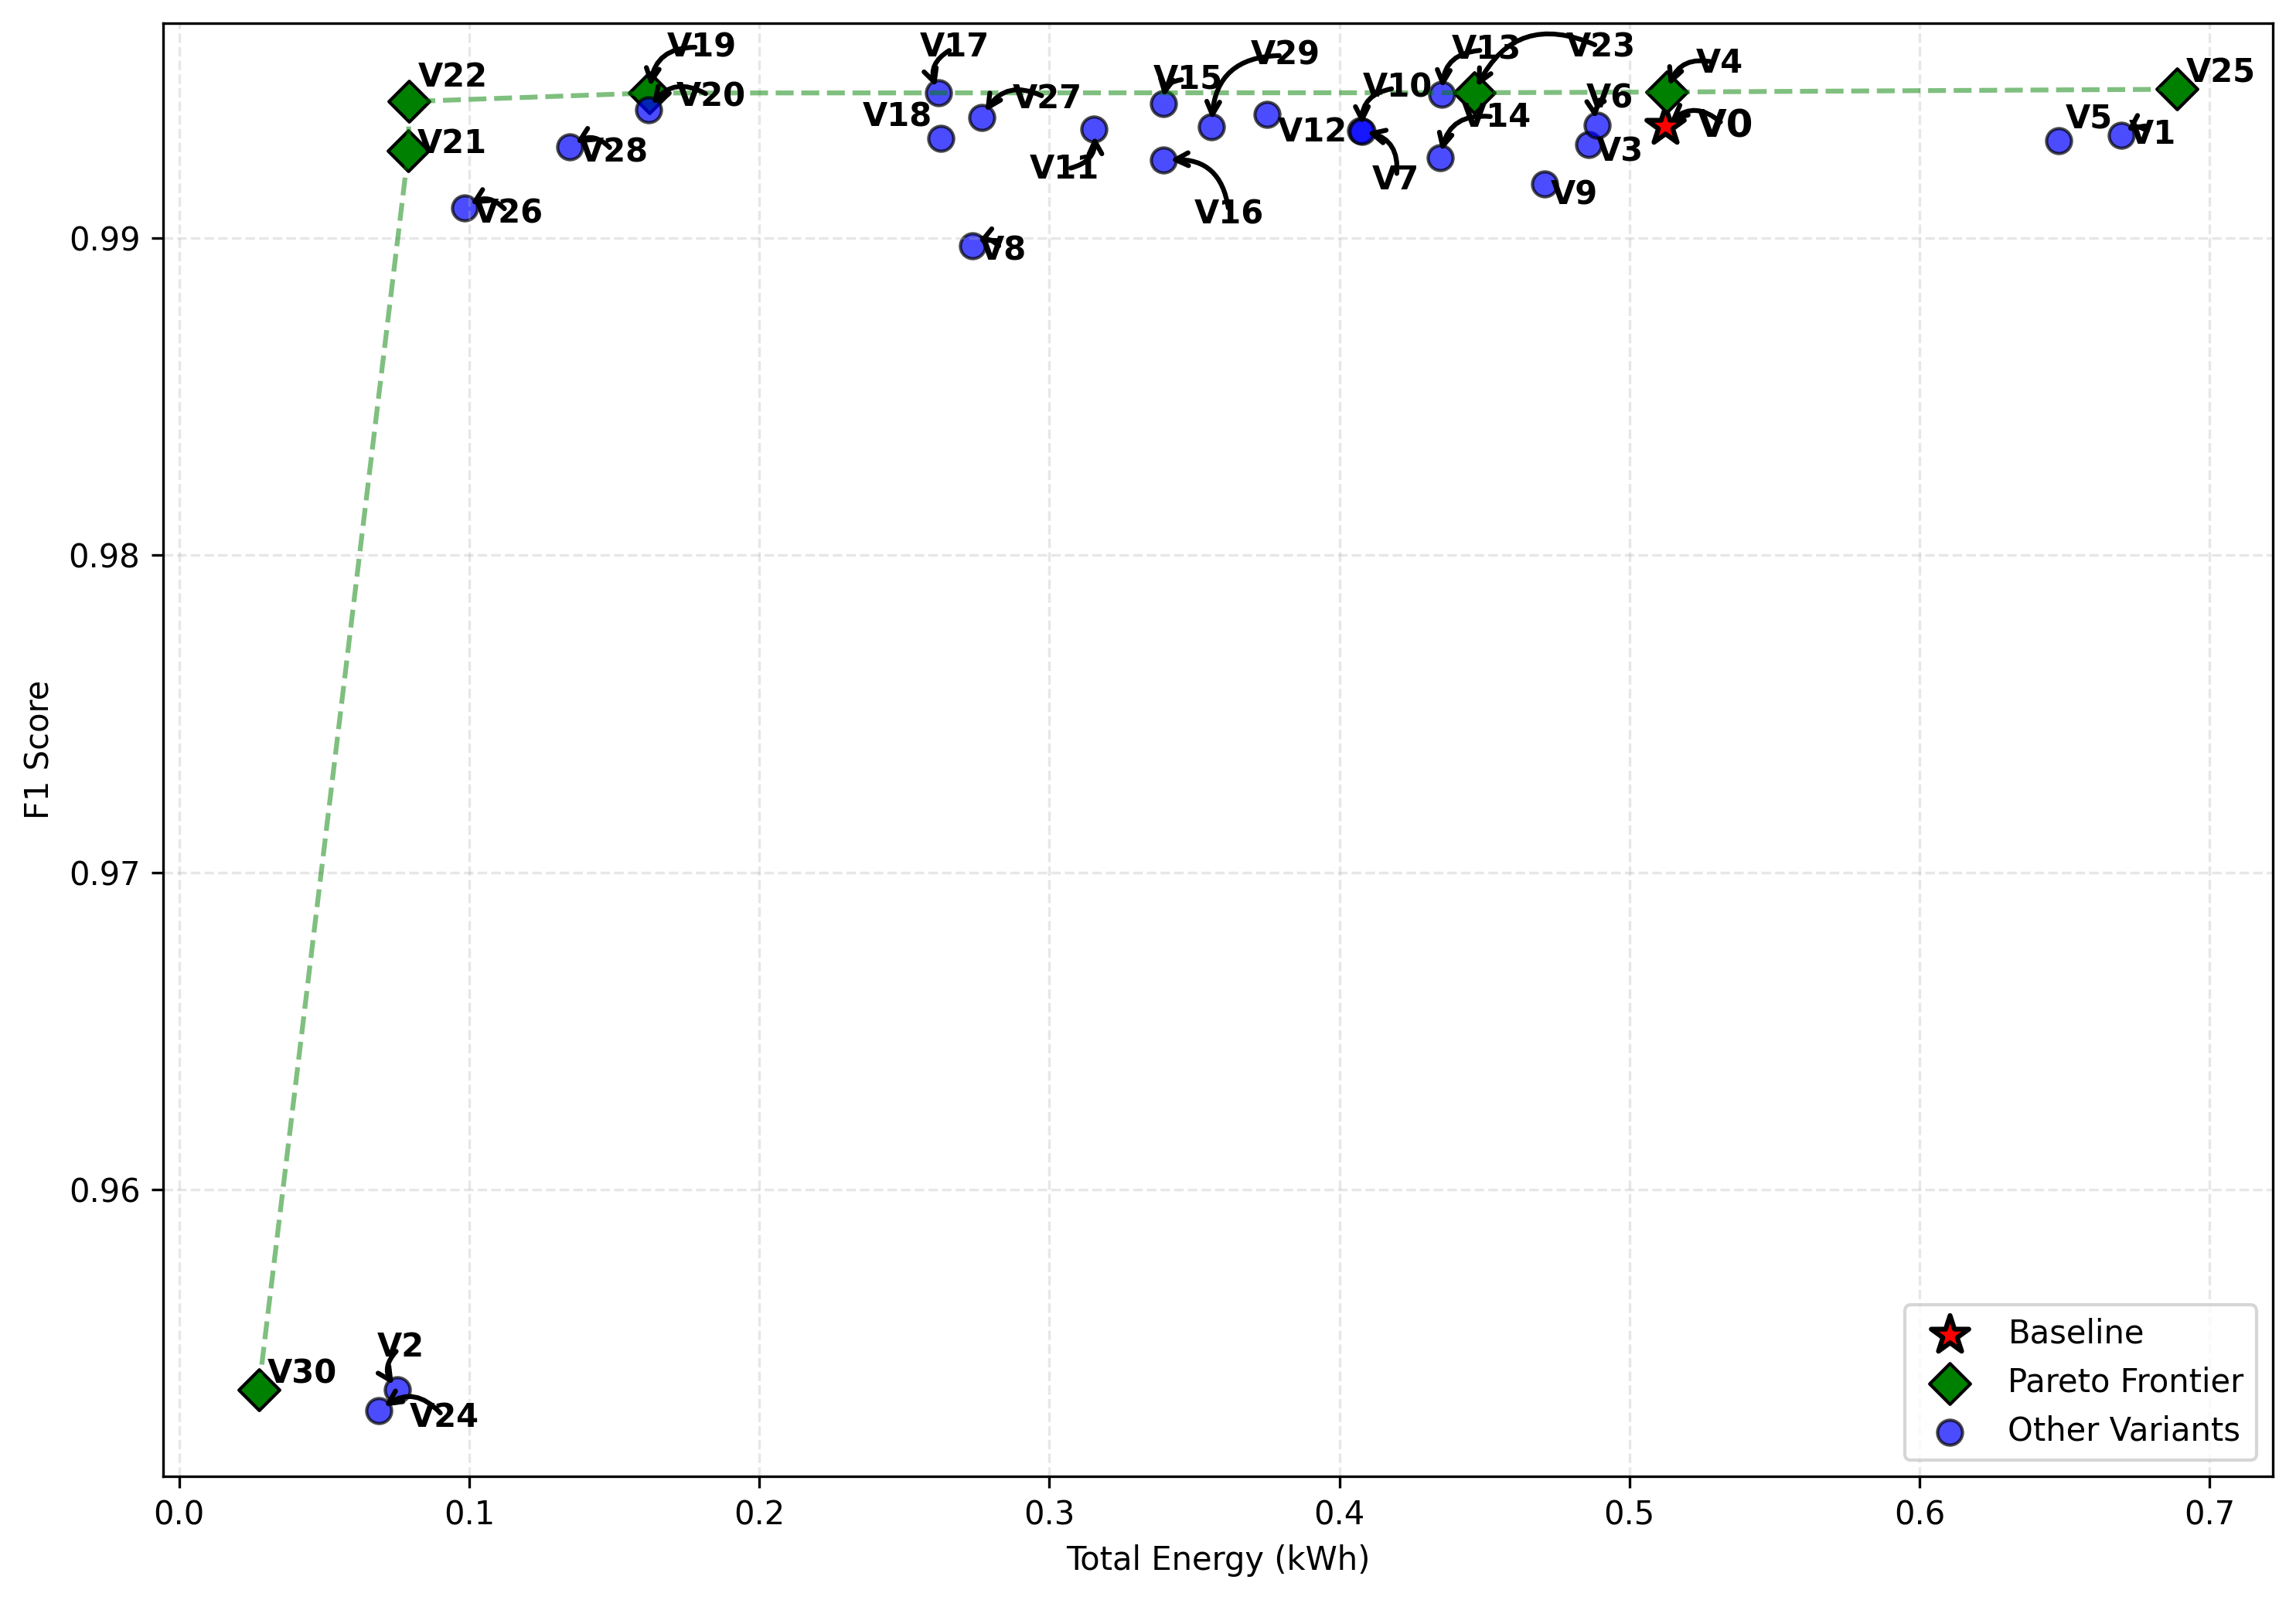 V19
V17
V13
V23
V29
V4
V22
V15
V25
V20
V27
V10
V6
V18
V14
V0
V5
V12
V1
V21
V28
V3
V11
V7
V9
V26
V16
V8
0.99
0.98
0.97
0.96
F1 Score
V2
V30
V24
Baseline
Pareto Frontier
Other Variants
0.0 0.1 0.2 0.3 0.4 0.5 0.6 0.7
Total Energy (kWh)